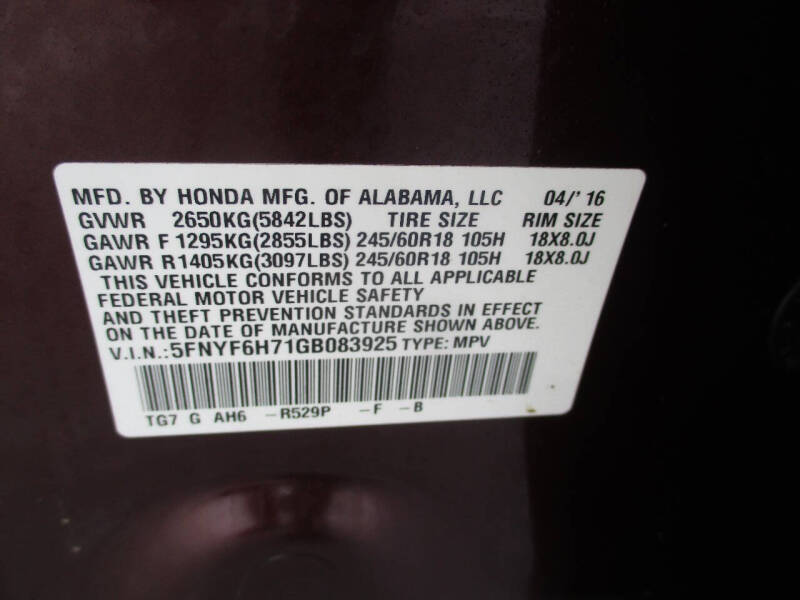 MFD. BY HONDA MFG. OF ALABAMA, LLC 04/'16
GVWR 2650KG(5842LBS) TIRE SIZE RIM SIZE
GAWR F 1295KG(2855LBS) 245/60R18 105H 18X8.0J
GAWR R1405KG(3097LBS) 245/60R18 105H 18X8.0J
THIS VEHICLE CONFORMS TO ALL APPLICABLE
FEDERAL MOTOR VEHICLE SAFETY
AND THEFT PREVENTION STANDARDS IN EFFECT
ON THE DATE OF MANUFACTURE SHOWN ABOVE.
V.I.N.:5FNYF6H71GB083925 TYPE: MPV
TG7 G AH6 -R529P -F -B